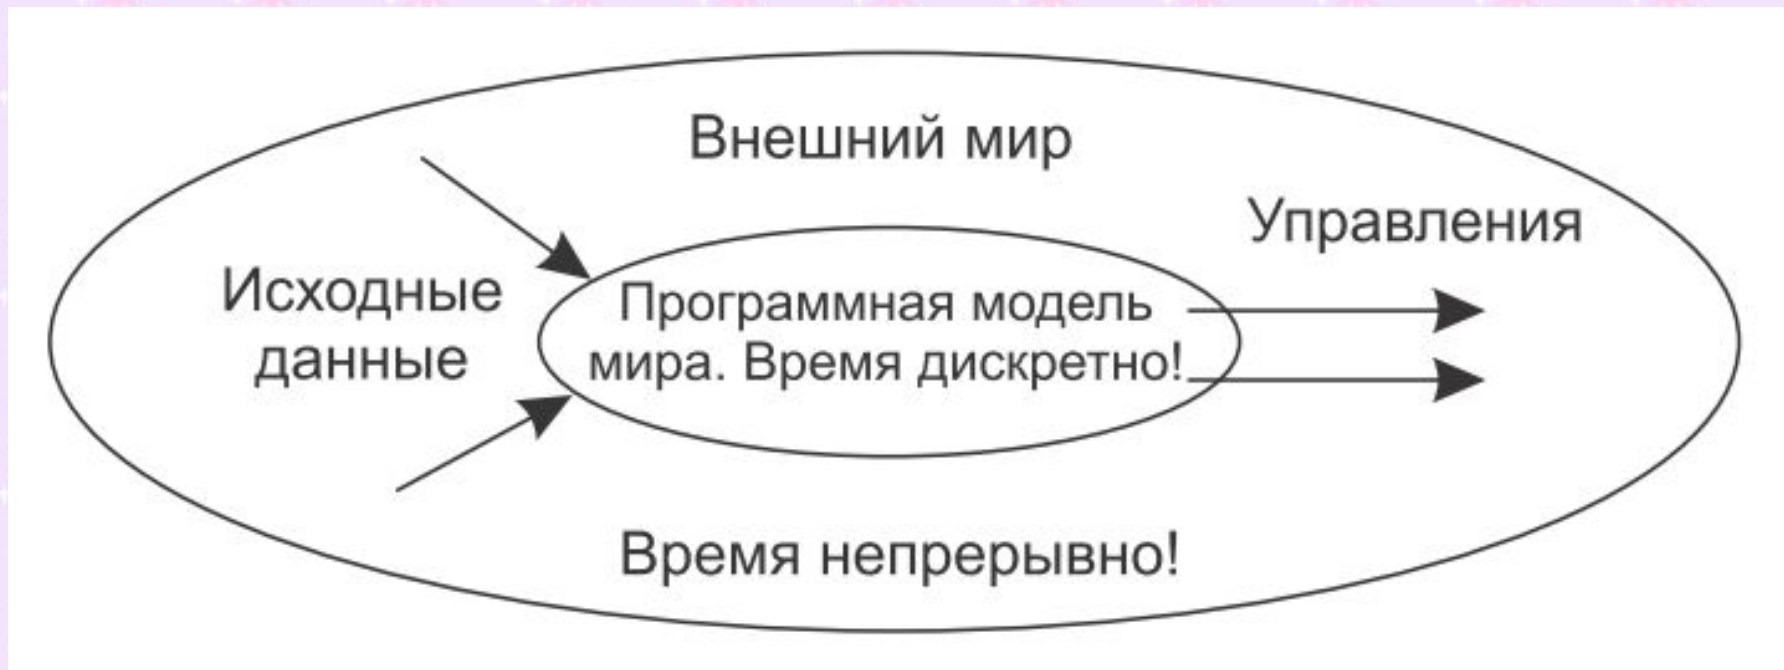 Внешний мир
Управления
Исходные
данные
Программная модель
мира. Время дискретно!
Время непрерывно!